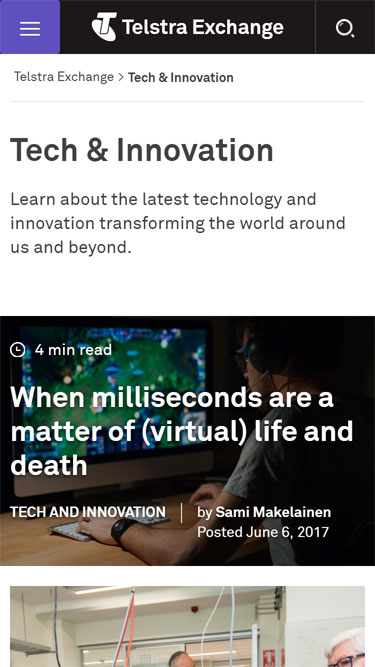 Telstra Exchange
Telstra Exchange > Tech & Innovation
Tech & Innovation
Learn about the latest technology and
innovation transforming the world around
us and beyond.
4 min read
When milliseconds are a
matter of (virtual) life and
death
TECH AND INNOVATION
by Sami Makelainen
Posted June 6, 2017